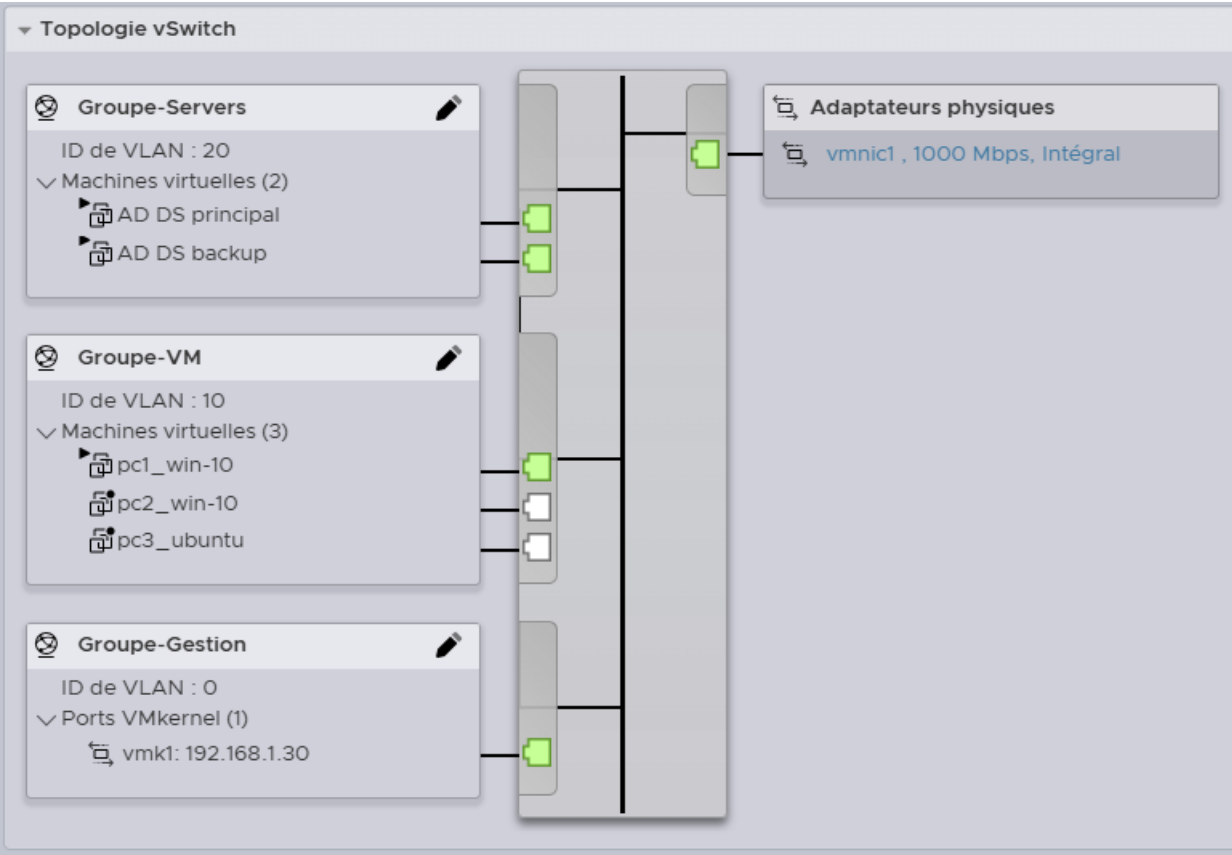 Topologie vSwitch
Groupe-Servers
ID de VLAN : 20
Machines virtuelles (2)
AD DS principal
AD DS backup
Groupe-VM
ID de VLAN : 10
Machines virtuelles (3)
pc1_win-10
pc2_win-10
pc3_ubuntu
Groupe-Gestion
ID de VLAN : 0
Ports VMkernel (1)
vmk1: 192.168.1.30
Adaptateurs physiques
vmnic1 , 1000 Mbps, Intégral